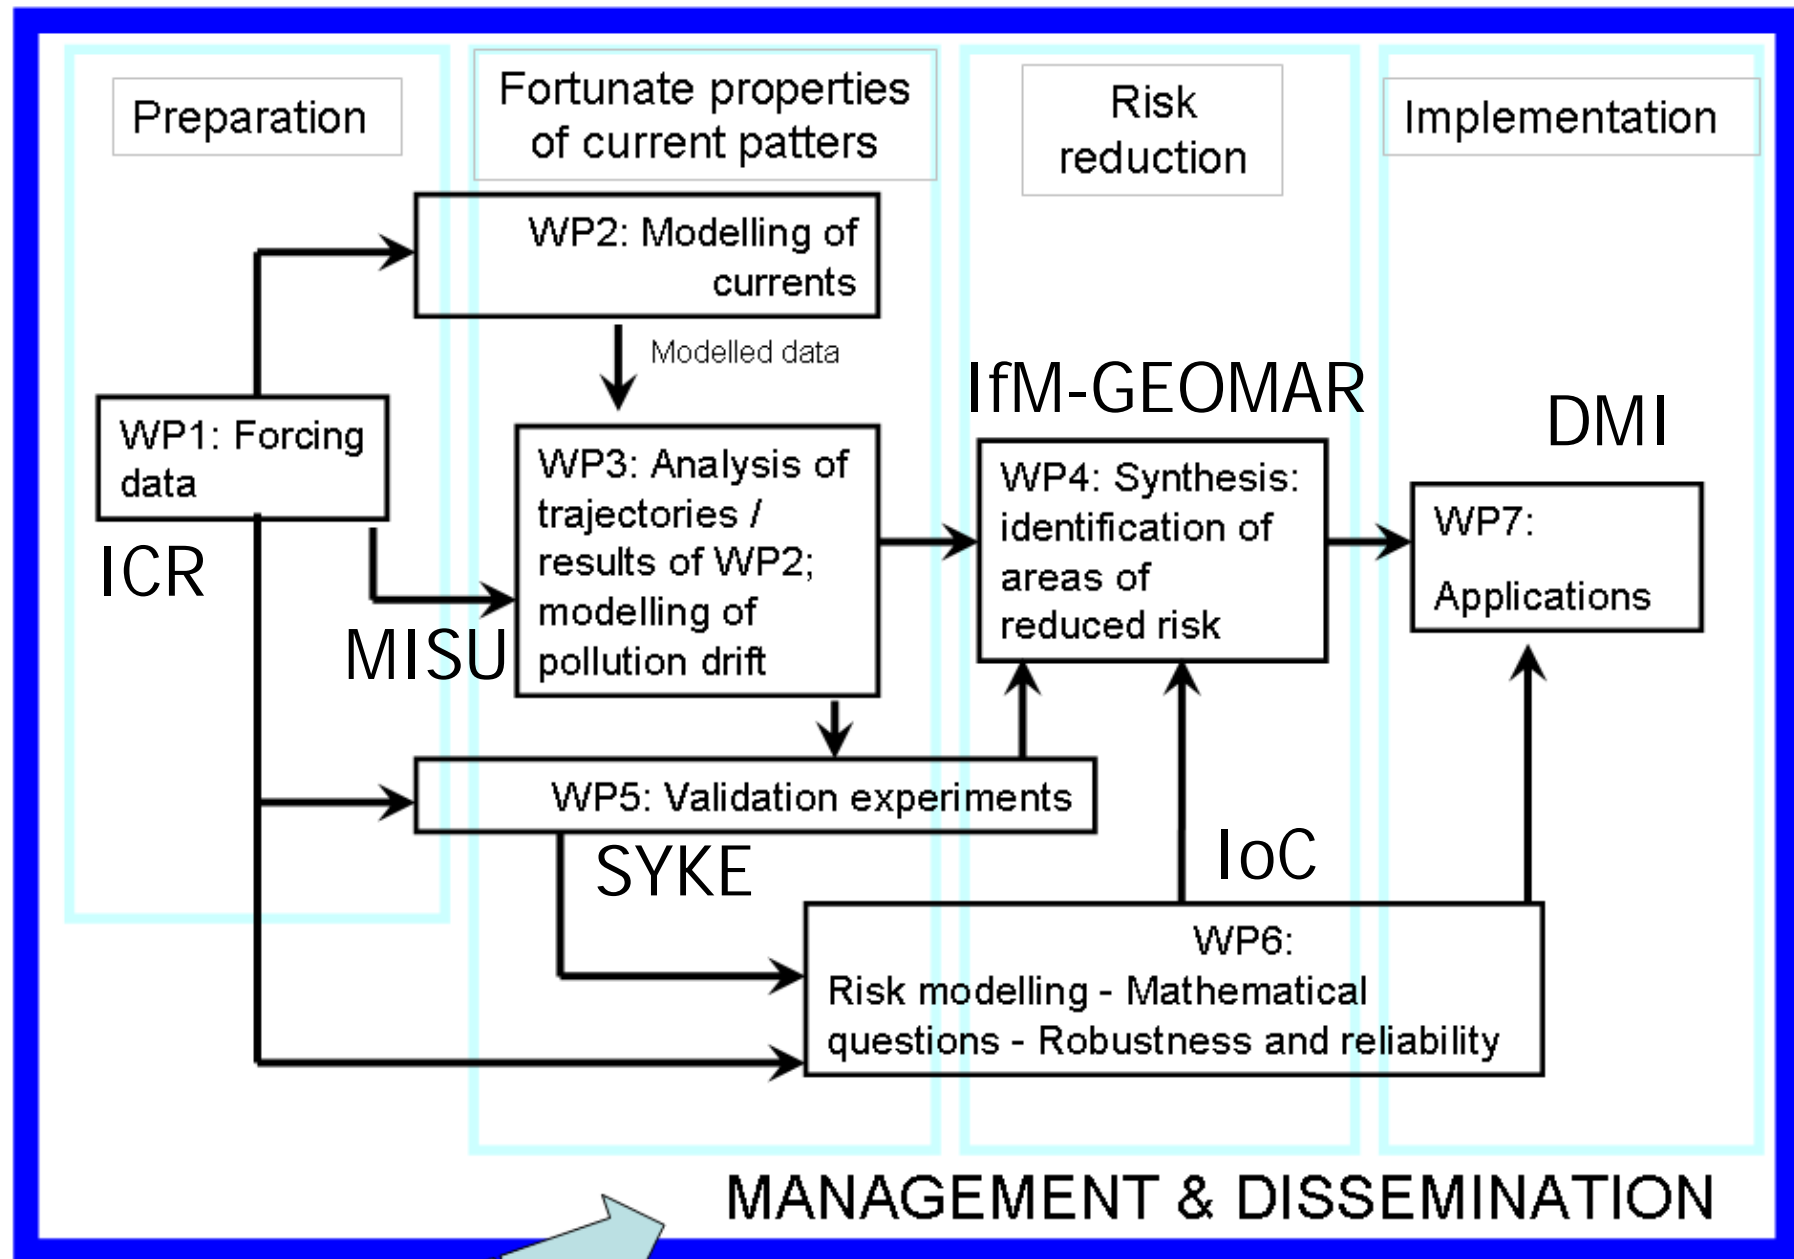 Preparation
Fortunate properties
of current patters
Risk
reduction
Implementation
WP2: Modelling of
currents
Modelled data
WP1: Forcing
data
ICR
MISU
WP3: Analysis of
trajectories /
results of WP2;
modelling of
pollution drift
IfM-GEOMAR
WP4: Synthesis:
identification of
areas of
reduced risk
DMI
WP7:
Applications
WP5: Validation experiments
SYKE
IoC
WP6:
Risk modelling - Mathematical
questions - Robustness and reliability
MANAGEMENT & DISSEMINATION